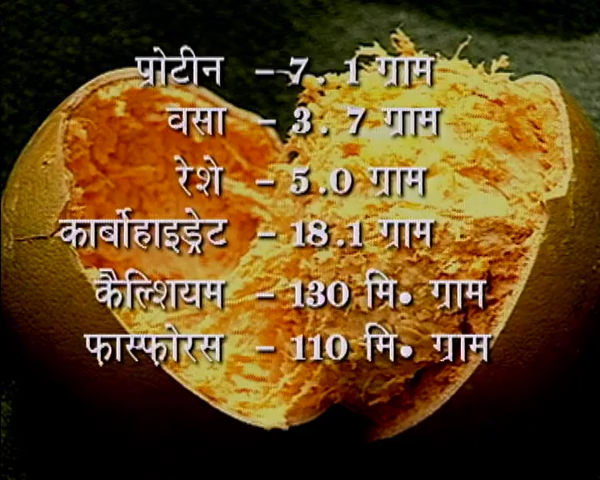 प्रोटीन – 7. 1 ग्राम
वसा – 3. 7 ग्राम
रेशे – 5.0 ग्राम
कार्बोहाइड्रेट – 18.1 ग्राम
कैल्शियम – 130 मि. ग्राम
फास्फोरस – 110 मि. ग्राम